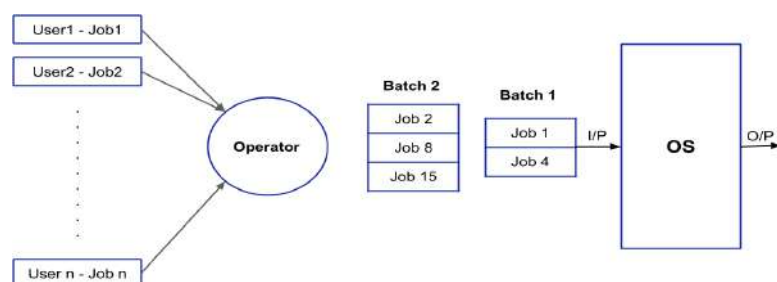 User1 - Job1
User2 - Job2
User n - Job n
Operator
Batch 2
Job 2
Job 8
Job 15
Batch 1
Job 1
Job 4
I/P
OS
O/P